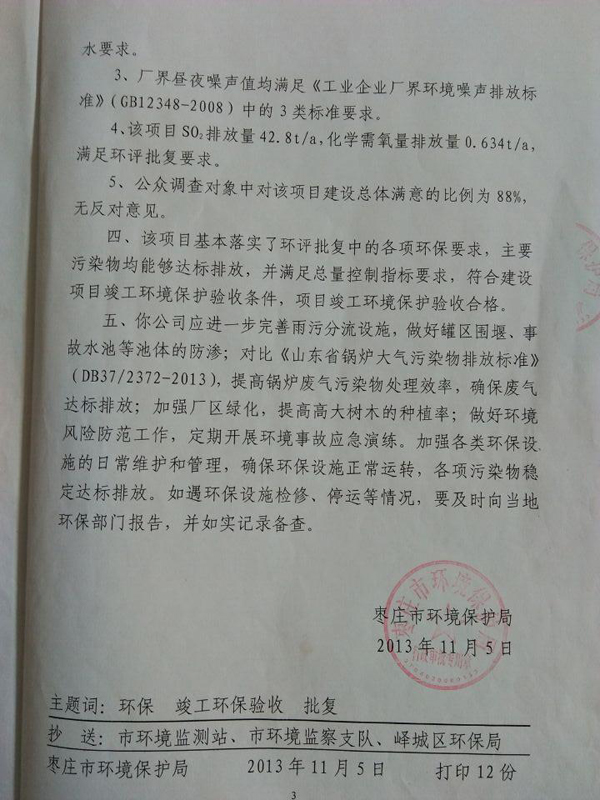 水要求。
3、厂界昼夜噪声值均满足《工业企业厂界环境噪声排放标
准》（GB12348-2008）中的3类标准要求。
4、该项目SO₂排放量42.8t/a,化学需氧量排放量0.634t/a,
满足环评批复要求。
5、公众调查对象中对该项目建设总体满意的比例为88%,
无反对意见。
四、该项目基本落实了环评批复中的各项环保要求，主要
污染物均能够达标排放，并满足总量控制指标要求，符合建设
项目竣工环境保护验收条件，项目竣工环境保护验收合格。
五、你公司应进一步完善雨污分流设施，做好罐区围堰、事
故水池等池体的防渗；对比《山东省锅炉大气污染物排放标准》
（DB37/2372-2013），提高锅炉废气污染物处理效率，确保废气
达标排放；加强厂区绿化，提高高大树木的种植率；做好环境
风险防范工作，定期开展环境事故应急演练。加强各类环保设
施的日常维护和管理，确保环保设施正常运转，各项污染物稳
定达标排放。如遇环保设施检修、停运等情况，要及时向当地
环保部门报告，并如实记录备查。
枣庄市环境保护局
2013年11月5日
主题词：环保 竣工环保验收 批复
抄 送：市环境监测站、市环境监察支队、峄城区环保局
枣庄市环境保护局 2013年11月5日 打印12份
3